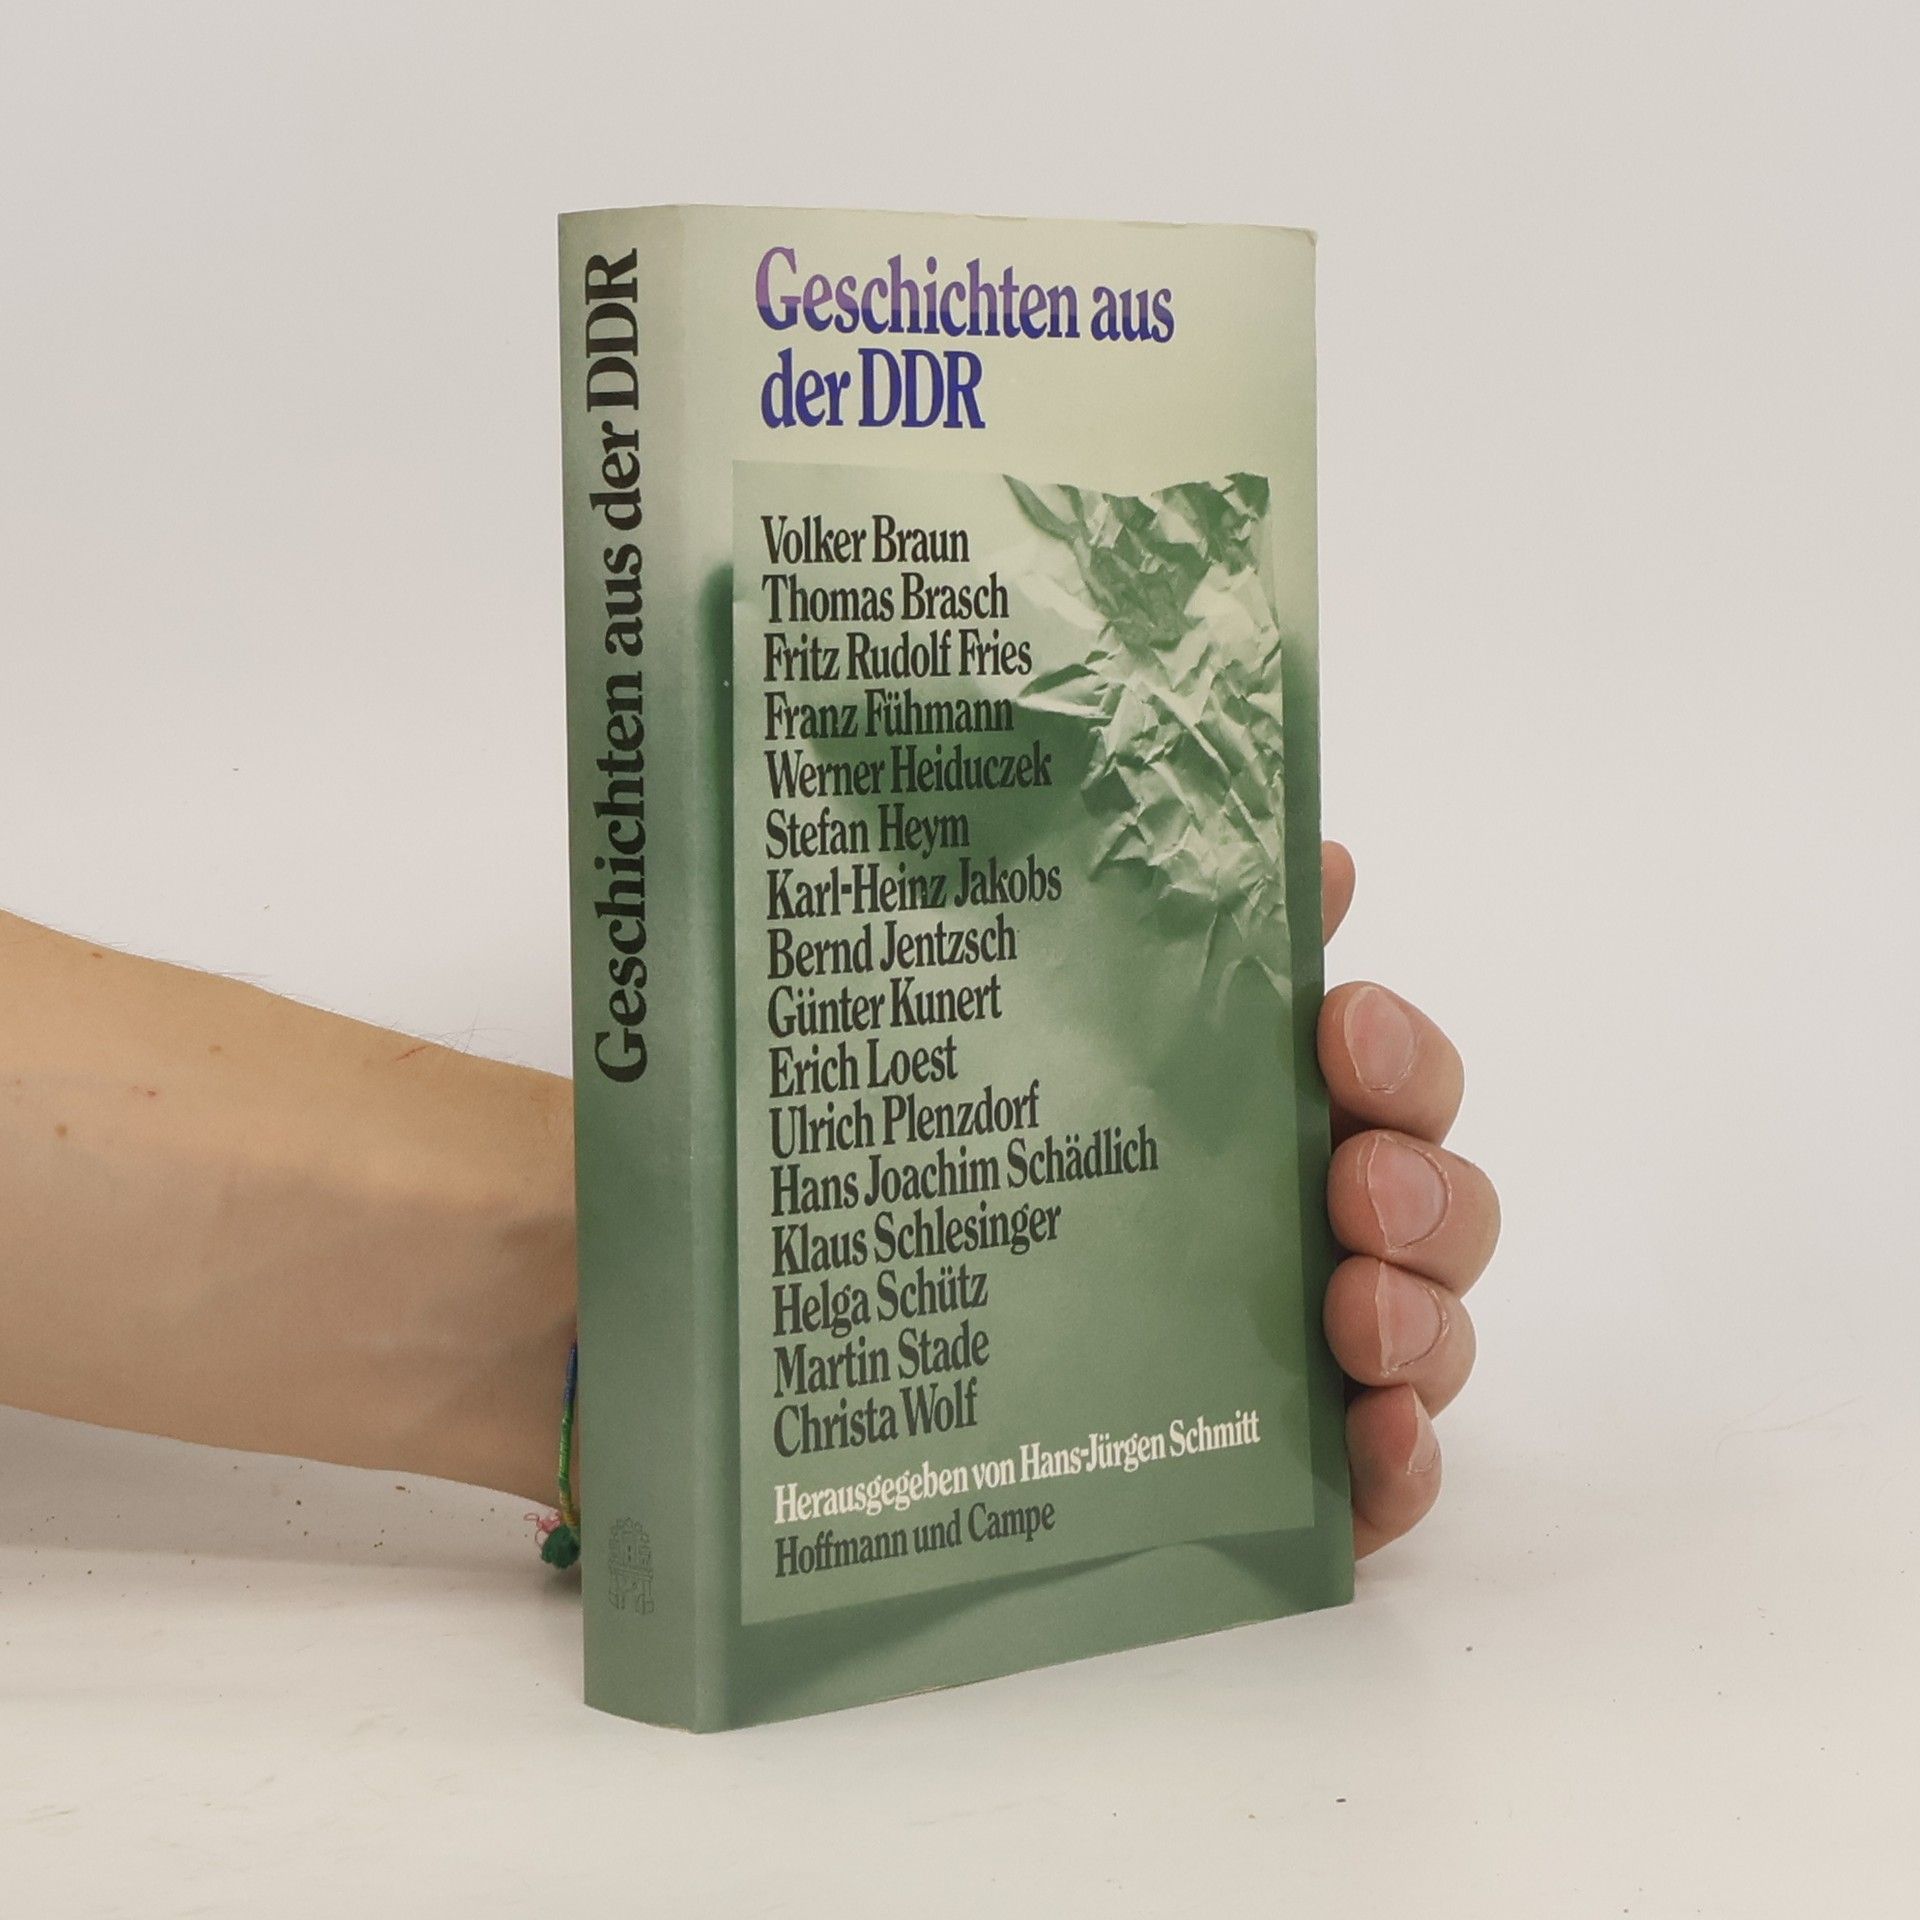 Geschichten aus der DDR
Geschichten aus
der DDR
Volker Braun
Thomas Brasch
Fritz Rudolf Fries
Franz Fühmann
Werner Heiduczek
Stefan Heym
Karl-Heinz Jakobs
Bernd Jentzsch
Günter Kunert
Erich Loest
Ulrich Plenzdorf
Hans Joachim Schädlich
Klaus Schlesinger
Helga Schütz
Martin Stade
Christa Wolf
Herausgegeben von Hans-Jürgen Schmitt
Hoffmann und Campe